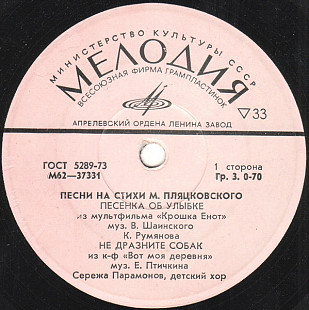 МИНИСТЕРСТВО КУЛЬТУРЫ СССР
МЕЛОДИЯ
ВСЕСОЮЗНАЯ ФИРМА ГРАМПЛАСТИНОК
▽33
АПРЕЛЕВСКИЙ ОРДЕНА ЛЕНИНА ЗАВОД
ГОСТ 5289-73
М62—37331
1 сторона
Гр. 3. 0-70
ПЕСНИ НА СТИХИ М. ПЛЯЦКОВСКОГО
ПЕСЕНКА ОБ УЛЫБКЕ
из мультфильма «Крошка Енот»
муз. В. Шаинского
К. Румянова
НЕ ДРАЗНИТЕ СОБАК
из к-ф «Вот моя деревня»
муз. Е. Птичкина
Сережа Парамонов, детский хор